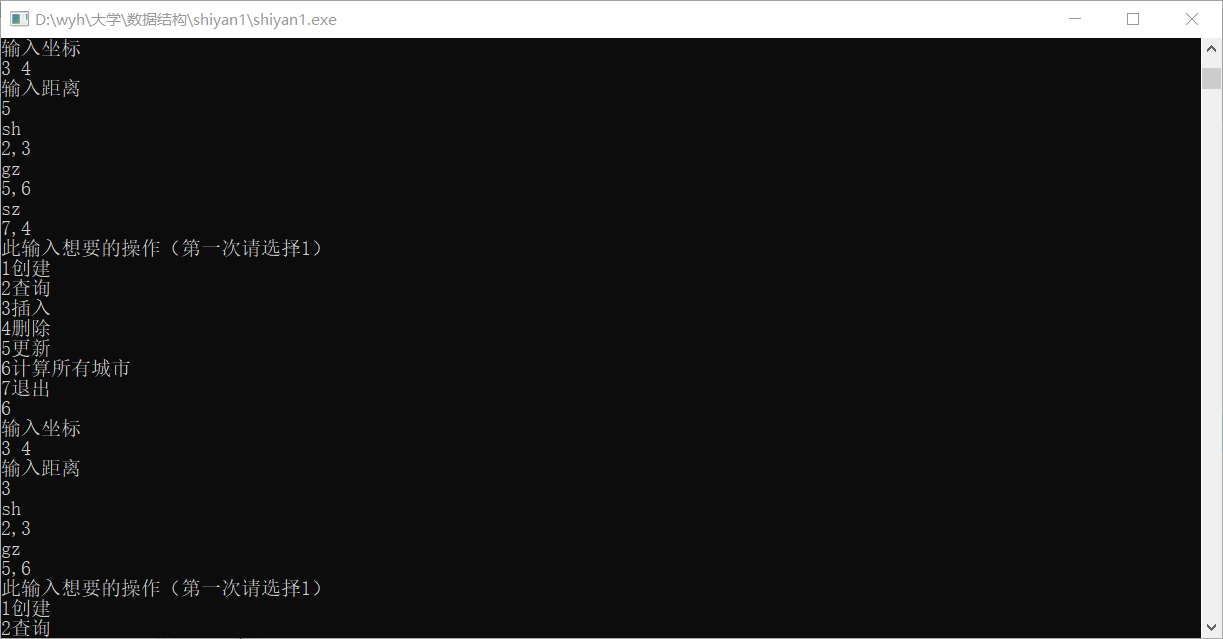 D:\wyh\大学\数据结构\shiyan1\shiyan1.exe
输入坐标
3 4
输入距离
5
sh
2,3
gz
5,6
sz
7,4
此输入想要的操作（第一次请选择1）
1创建
2查询
3插入
4删除
5更新
6计算所有城市
7退出
6
输入坐标
3 4
输入距离
3
sh
2,3
gz
5,6
此输入想要的操作（第一次请选择1）
1创建
2查询